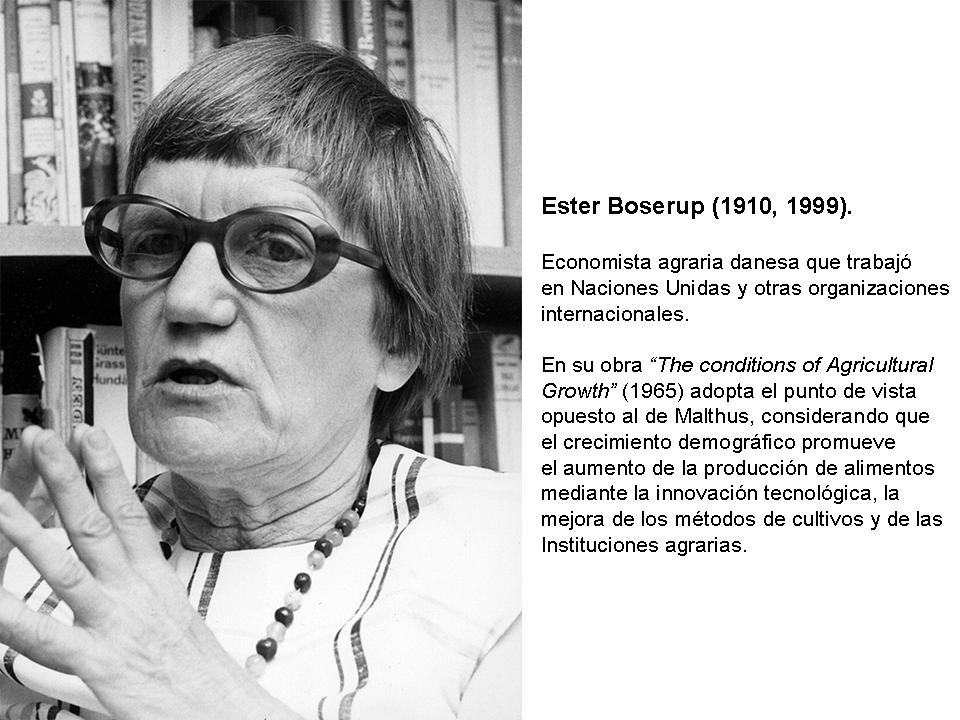 Ester Boserup (1910, 1999).
Economista agraria danesa que trabajó
en Naciones Unidas y otras organizaciones
internacionales.
En su obra “The conditions of Agricultural
Growth” (1965) adopta el punto de vista
opuesto al de Malthus, considerando que
el crecimiento demográfico promueve
el aumento de la producción de alimentos
mediante la innovación tecnológica, la
mejora de los métodos de cultivos y de las
Instituciones agrarias.
Günter
Grass